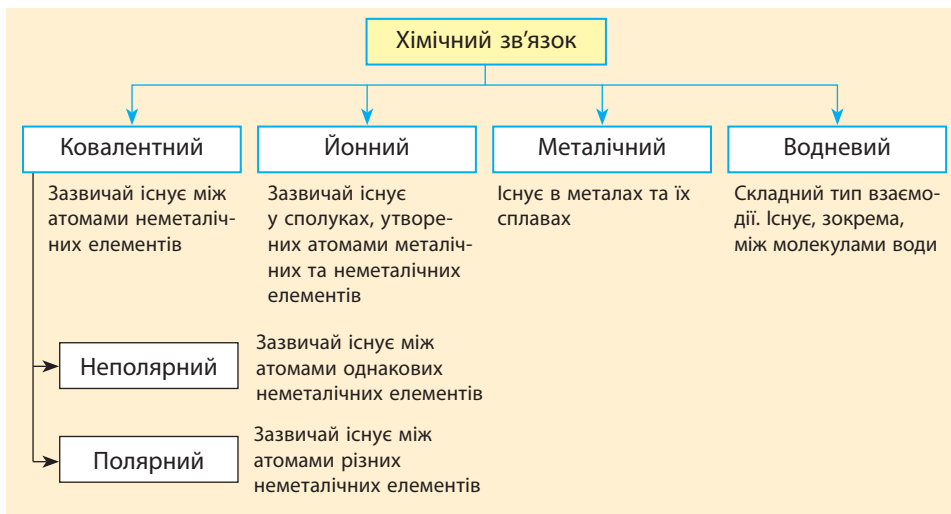 Хімічний зв'язок
Ковалентний
Зазвичай існує між
атомами неметаліч-
них елементів
Йонний
Зазвичай існує
у сполуках, утворе-
них атомами металіч-
них та неметалічних
елементів
Металічний
Існує в металах та їх
сплавах
Водневий
Складний тип взаємо-
дії. Існує, зокрема,
між молекулами води
Неполярний
Зазвичай існує між
атомами однакових
неметалічних елементів
Полярний
Зазвичай існує між
атомами різних
неметалічних елементів